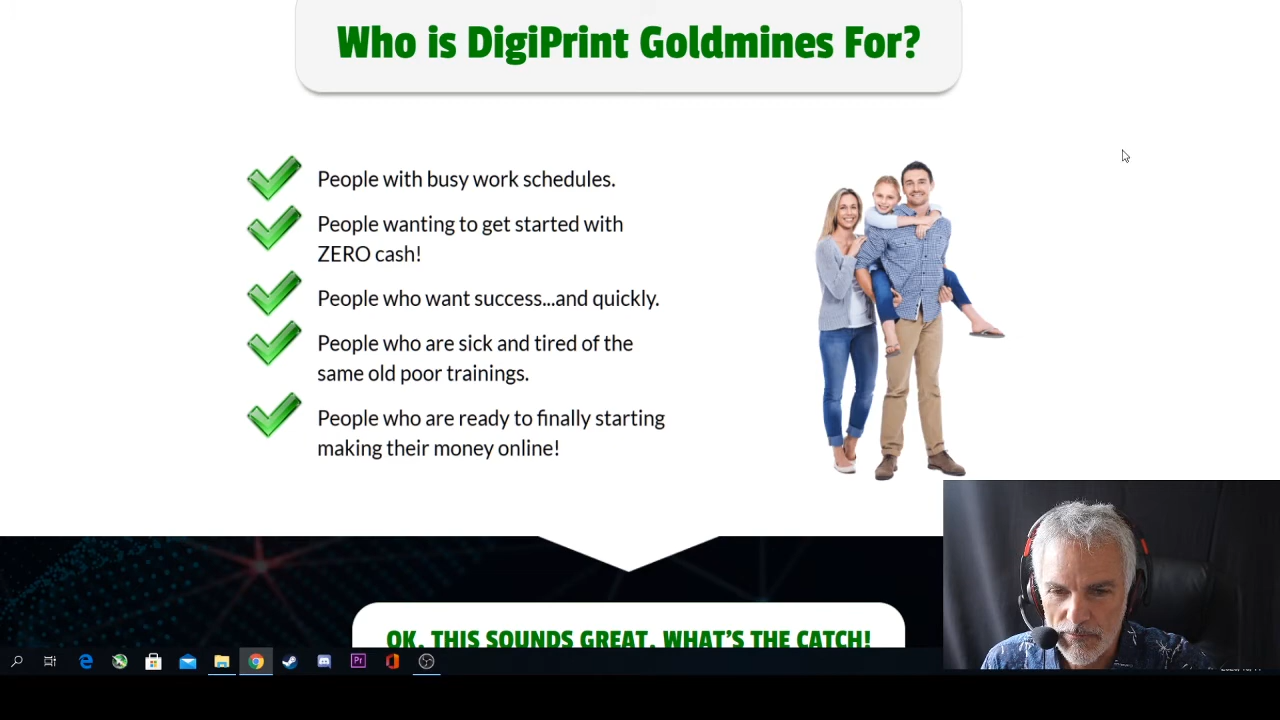 Who is DigiPrint Goldmines For?
People with busy work schedules.
People wanting to get started with
ZERO cash!
People who want success...and quickly.
People who are sick and tired of the
same old poor trainings.
People who are ready to finally starting
making their money online!
OK, THIS SOUNDS GREAT, WHAT'S THE CATCH!
Pr